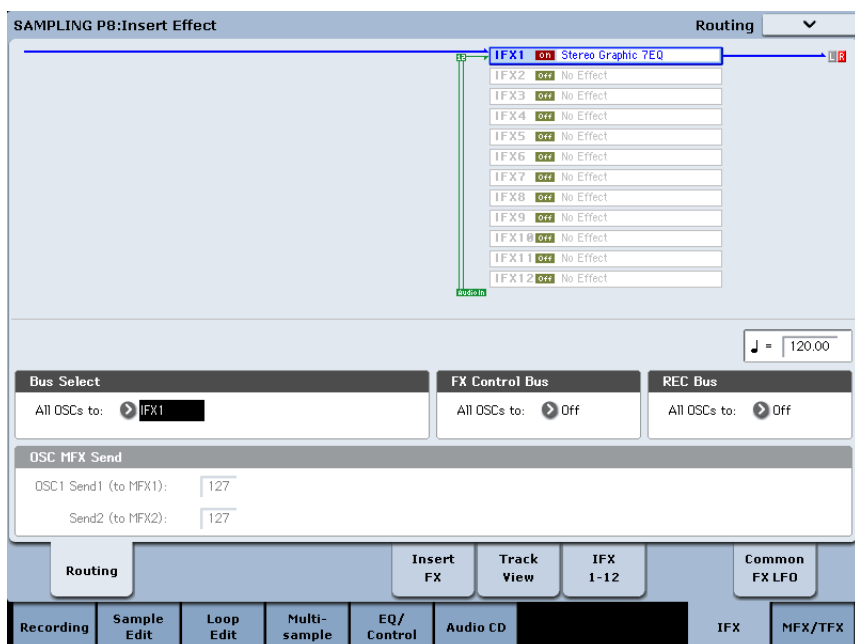 SAMPLING P8:Insert Effect
Routing
IFX1 On Stereo Graphic 7EQ
L R
IFX2 Off No Effect
IFX3 Off No Effect
IFX4 Off No Effect
IFX5 Off No Effect
IFX6 Off No Effect
IFX7 Off No Effect
IFX8 Off No Effect
IFX9 Off No Effect
IFX10 Off No Effect
IFX11 Off No Effect
IFX12 Off No Effect
Audio In
♩ = 120.00
Bus Select
All OSCs to: IFX1
FX Control Bus
All OSCs to: Off
REC Bus
All OSCs to: Off
OSC MFX Send
OSC1 Send1 (to MFX1): 127
Send2 (to MFX2): 127
Routing
Insert FX
Track View
IFX 1-12
Common FX LFO
Recording
Sample Edit
Loop Edit
Multi-sample
EQ/ Control
Audio CD
IFX
MFX/TFX